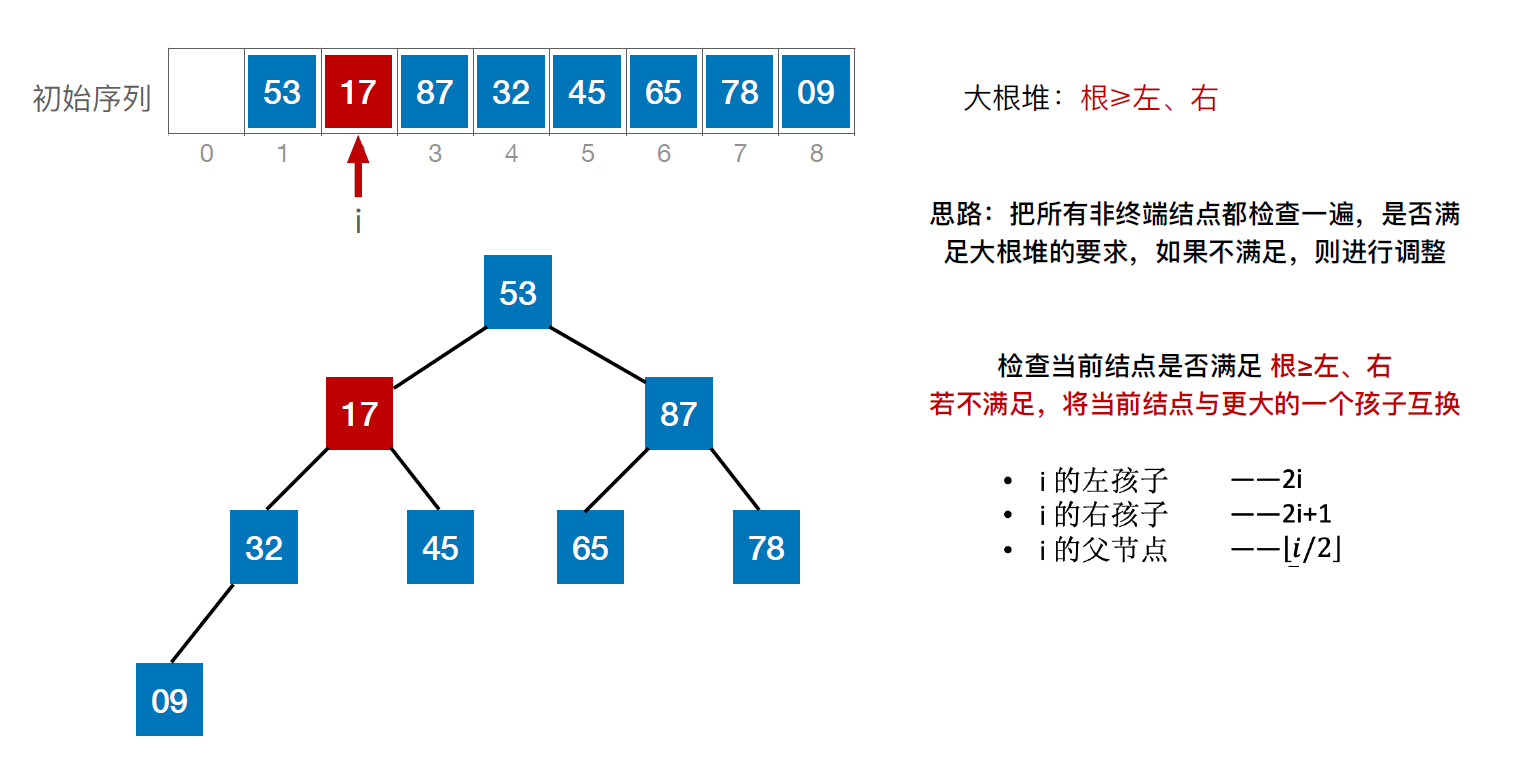 初始序列
53 17 87 32 45 65 78 09
0 1 3 4 5 6 7 8
i
大根堆：根≥左、右
思路：把所有非终端结点都检查一遍，是否满
足大根堆的要求，如果不满足，则进行调整
检查当前结点是否满足 根≥左、右
若不满足，将当前结点与更大的一个孩子互换
• i 的左孩子 ——2i
• i 的右孩子 ——2i+1
• i 的父节点 ——⌊i/2⌋
53
17 87
32 45 65 78
09